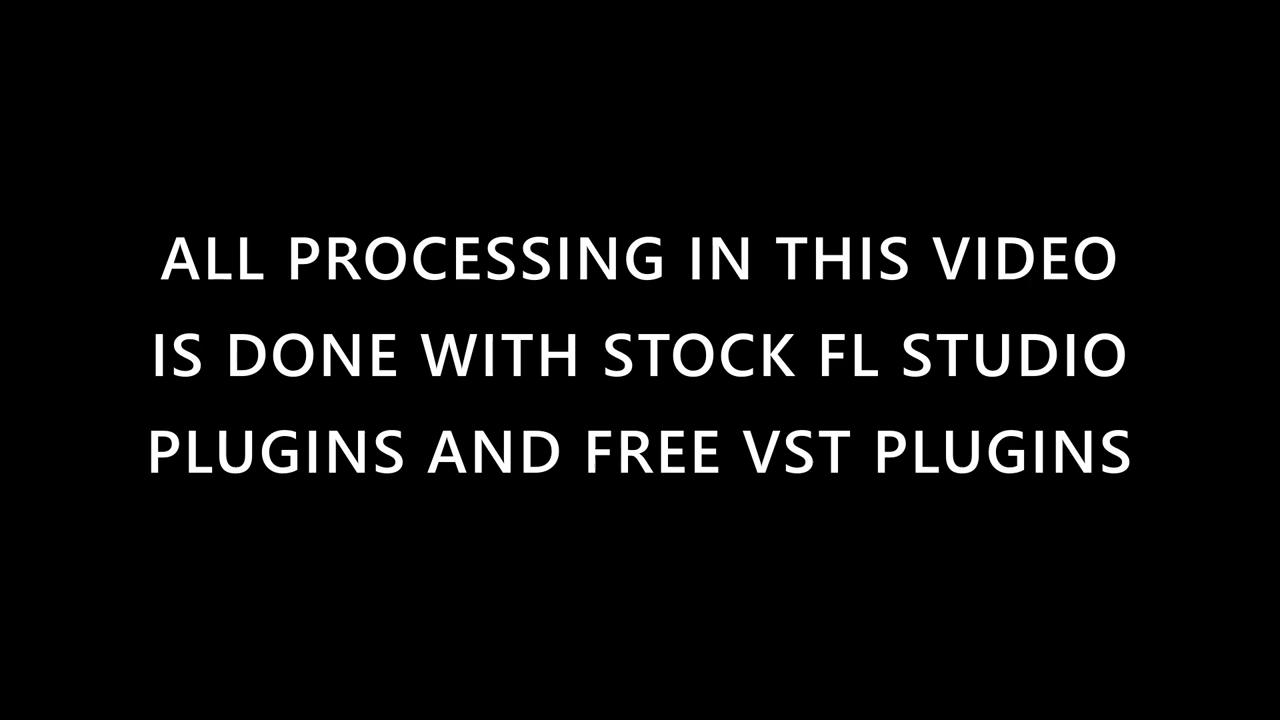 ALL PROCESSING IN THIS VIDEO
IS DONE WITH STOCK FL STUDIO
PLUGINS AND FREE VST PLUGINS